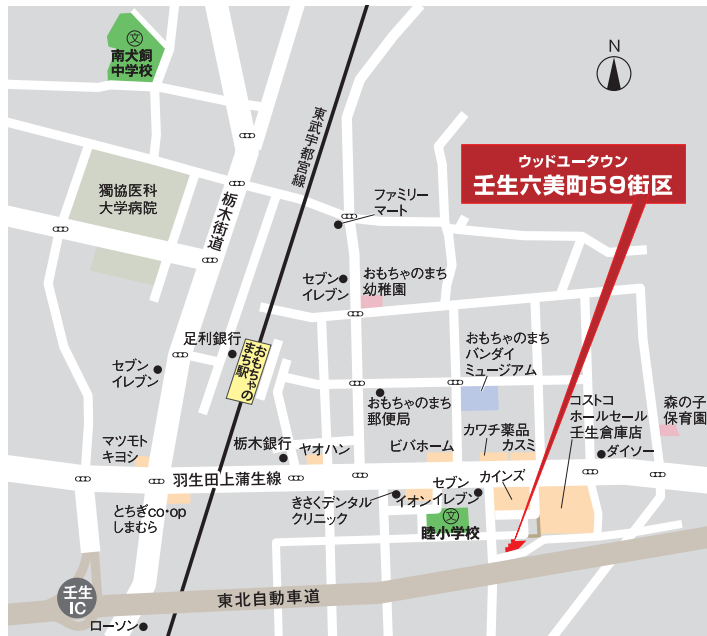 文
南犬飼
中学校
N
東武宇都宮線
ウッドユータウン
壬生六美町59街区
獨協医科
大学病院
栃木街道
ファミリー
マート
セブン
イレブン
おもちゃのまち
幼稚園
足利銀行
おもちゃの
まち駅
セブン
イレブン
おもちゃのまち
バンダイ
ミュージアム
おもちゃのまち
郵便局
コストコ
ホールセール
壬生倉庫店
森の子
保育園
マツモト
キヨシ
栃木銀行
ヤオハン
ビバホーム
カワチ薬品
カスミ
ダイソー
羽生田上蒲生線
とちぎco・op
しまむら
きさくデンタル
クリニック
イオン
セブン
イレブン
カインズ
文
睦小学校
壬生
IC
東北自動車道
ローソン